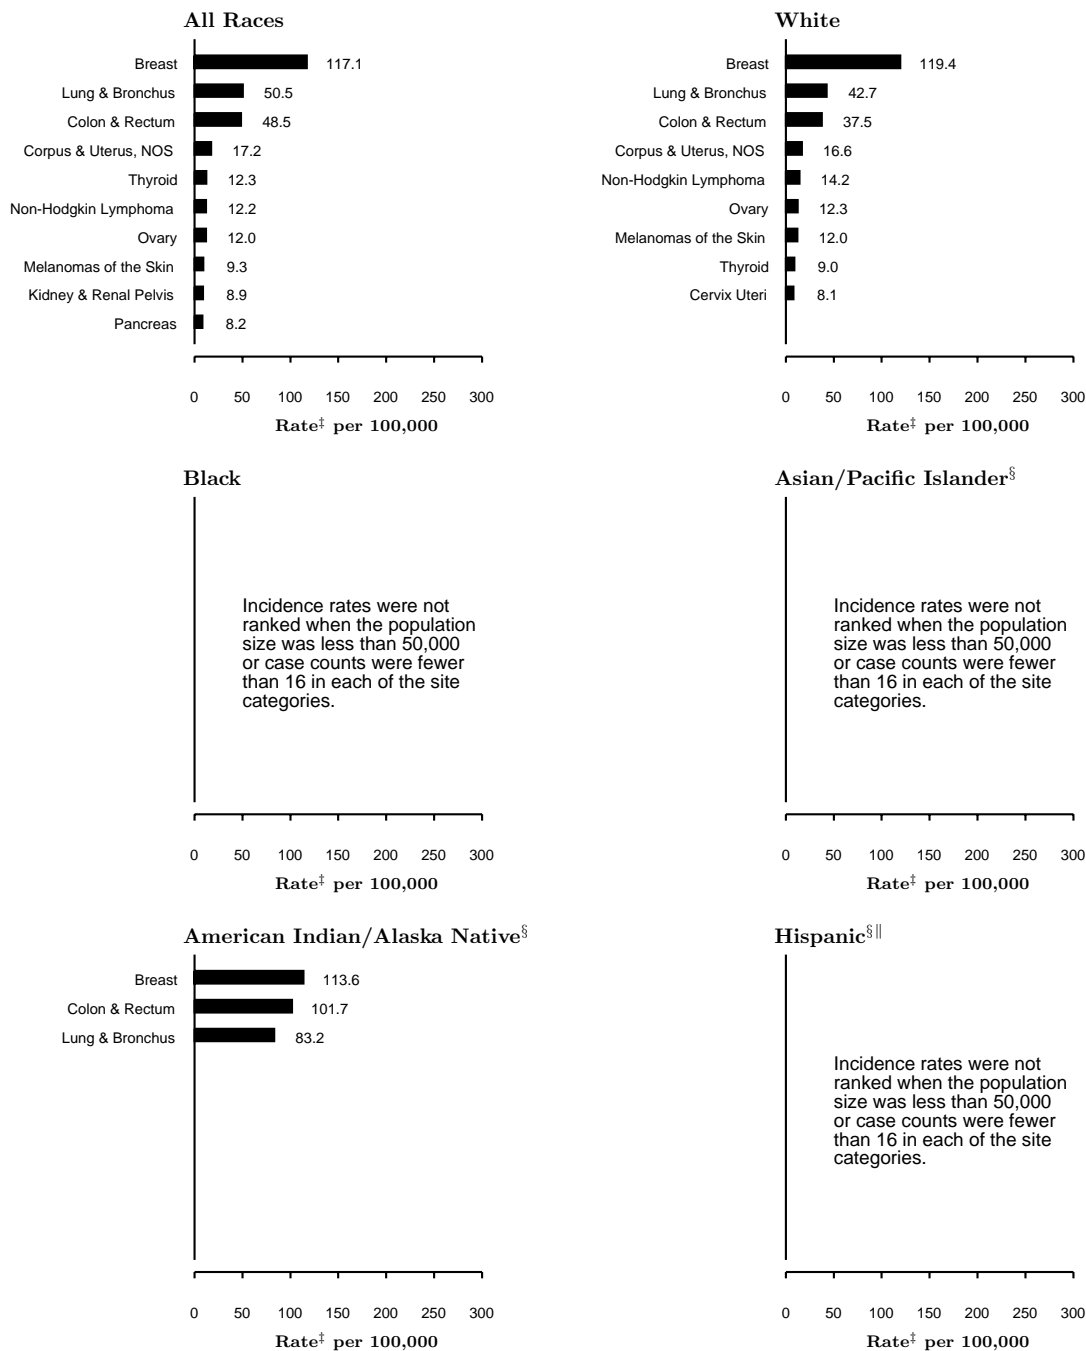 All Races
Breast 117.1
Lung & Bronchus 50.5
Colon & Rectum 48.5
Corpus & Uterus, NOS 17.2
Thyroid 12.3
Non-Hodgkin Lymphoma 12.2
Ovary 12.0
Melanomas of the Skin 9.3
Kidney & Renal Pelvis 8.9
Pancreas 8.2
0 50 100 150 200 250 300
Rate‡ per 100,000
White
Breast 119.4
Lung & Bronchus 42.7
Colon & Rectum 37.5
Corpus & Uterus, NOS 16.6
Non-Hodgkin Lymphoma 14.2
Ovary 12.3
Melanomas of the Skin 12.0
Thyroid 9.0
Cervix Uteri 8.1
0 50 100 150 200 250 300
Rate‡ per 100,000
Black
Incidence rates were not
ranked when the population
size was less than 50,000
or case counts were fewer
than 16 in each of the site
categories.
0 50 100 150 200 250 300
Rate‡ per 100,000
Asian/Pacific Islander§
Incidence rates were not
ranked when the population
size was less than 50,000
or case counts were fewer
than 16 in each of the site
categories.
0 50 100 150 200 250 300
Rate‡ per 100,000
American Indian/Alaska Native§
Breast 113.6
Colon & Rectum 101.7
Lung & Bronchus 83.2
0 50 100 150 200 250 300
Rate‡ per 100,000
Hispanic§‖
Incidence rates were not
ranked when the population
size was less than 50,000
or case counts were fewer
than 16 in each of the site
categories.
0 50 100 150 200 250 300
Rate‡ per 100,000